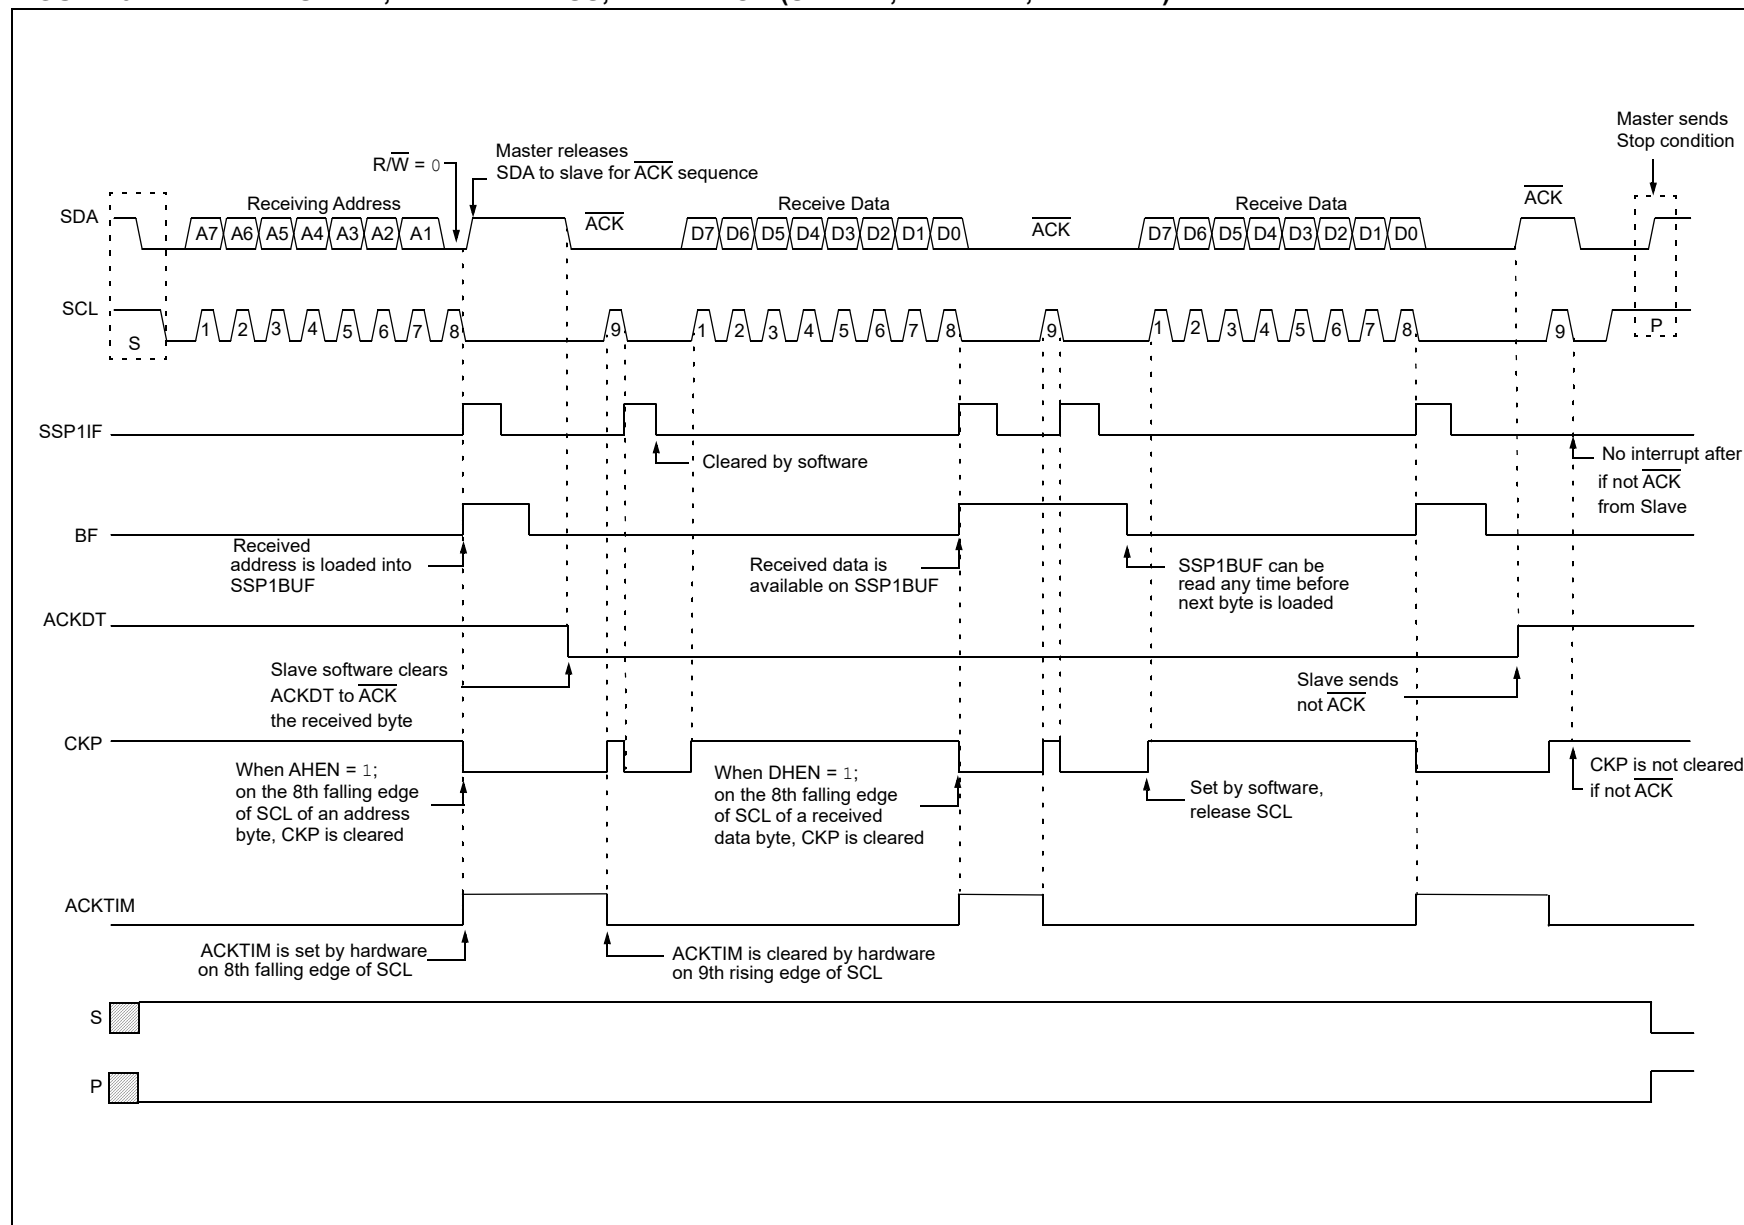 Master sends
Stop condition
Master releases
SDA to slave for ACK sequence
R/W = 0
Receiving Address
ACK
Receive Data
ACK
Receive Data
ACK
SDA
A7 A6 A5 A4 A3 A2 A1
D7 D6 D5 D4 D3 D2 D1 D0
D7 D6 D5 D4 D3 D2 D1 D0
SCL
S
1 2 3 4 5 6 7 8 9
1 2 3 4 5 6 7 8 9
1 2 3 4 5 6 7 8 9
P
SSP1IF
Cleared by software
No interrupt after
if not ACK
from Slave
BF
Received
address is loaded into
SSP1BUF
Received data is
available on SSP1BUF
SSP1BUF can be
read any time before
next byte is loaded
ACKDT
Slave software clears
ACKDT to ACK
the received byte
Slave sends
not ACK
CKP
When AHEN = 1;
on the 8th falling edge
of SCL of an address
byte, CKP is cleared
When DHEN = 1;
on the 8th falling edge
of SCL of a received
data byte, CKP is cleared
Set by software,
release SCL
CKP is not cleared
if not ACK
ACKTIM
ACKTIM is set by hardware
on 8th falling edge of SCL
ACKTIM is cleared by hardware
on 9th rising edge of SCL
S
P